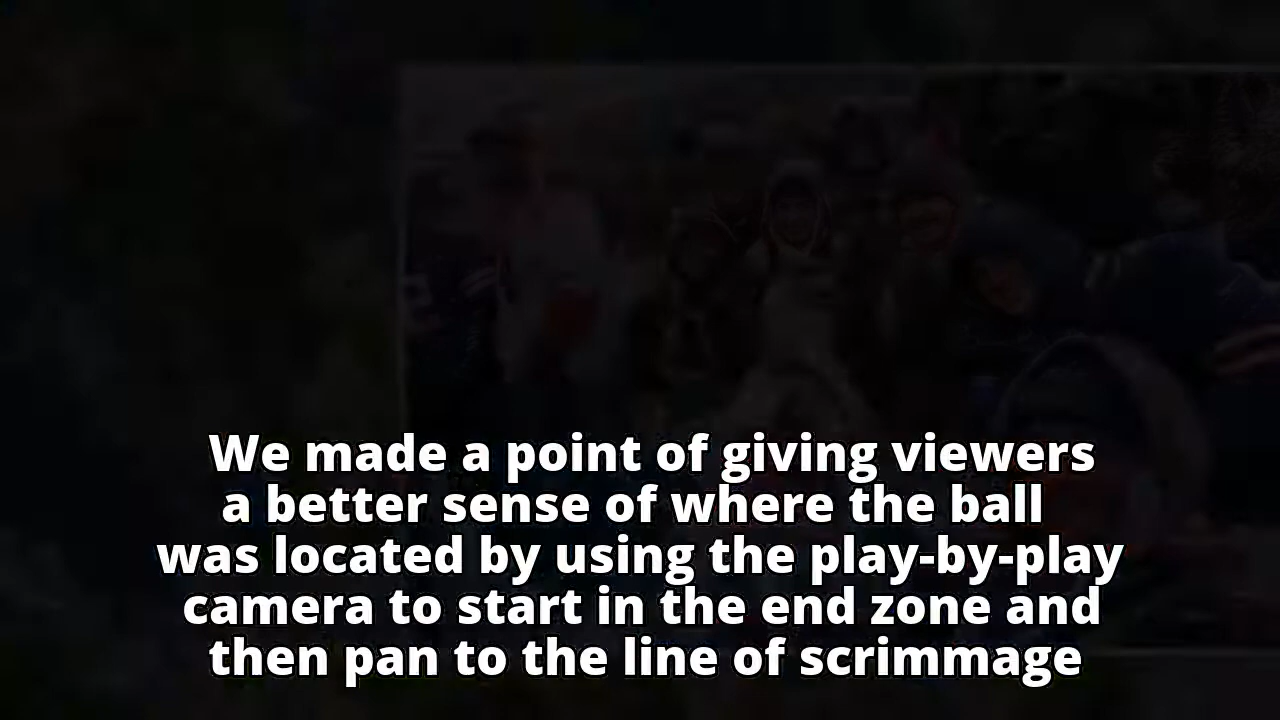 We made a point of giving viewers
a better sense of where the ball
was located by using the play-by-play
camera to start in the end zone and
then pan to the line of scrimmage